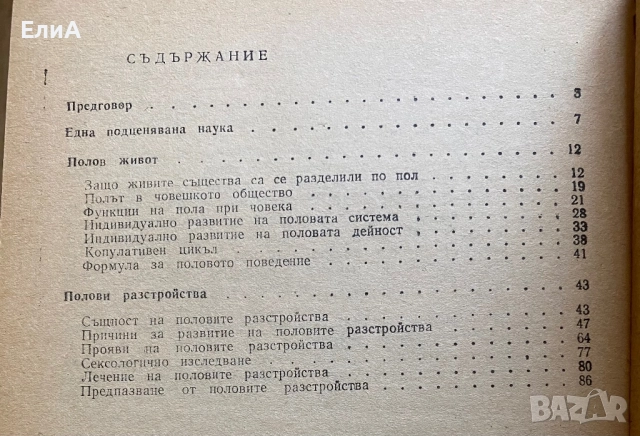 ЕлиА
СЪДЪРЖАНИЕ
Предговор . . . . . . . . . . . . . . . . . . . 3
Една подценявана наука . . . . . . . . . . . . . . 7
Полов живот . . . . . . . . . . . . . . . . . . 12
Защо живите същества са се разделили по пол . . . . . 12
Полът в човешкото общество . . . . . . . . . . . 19
Функции на пола при човека . . . . . . . . . . . 21
Индивидуално развитие на половата система . . . . . . 28
Индивидуално развитие на половата дейност . . . . . . 33
Копулативен цикъл . . . . . . . . . . . . . . 38
Формула за половото поведение . . . . . . . . . . 41
Полови разстройства . . . . . . . . . . . . . . . 43
Същност на половите разстройства . . . . . . . . . 43
Причини за развитие на половите разстройства . . . . . 47
Прояви на половите разстройства . . . . . . . . . 64
Сексологично изследване . . . . . . . . . . . . 77
Лечение на половите разстройства . . . . . . . . . 80
Предпазване от половите разстройства . . . . . . . . 86
BAZAR